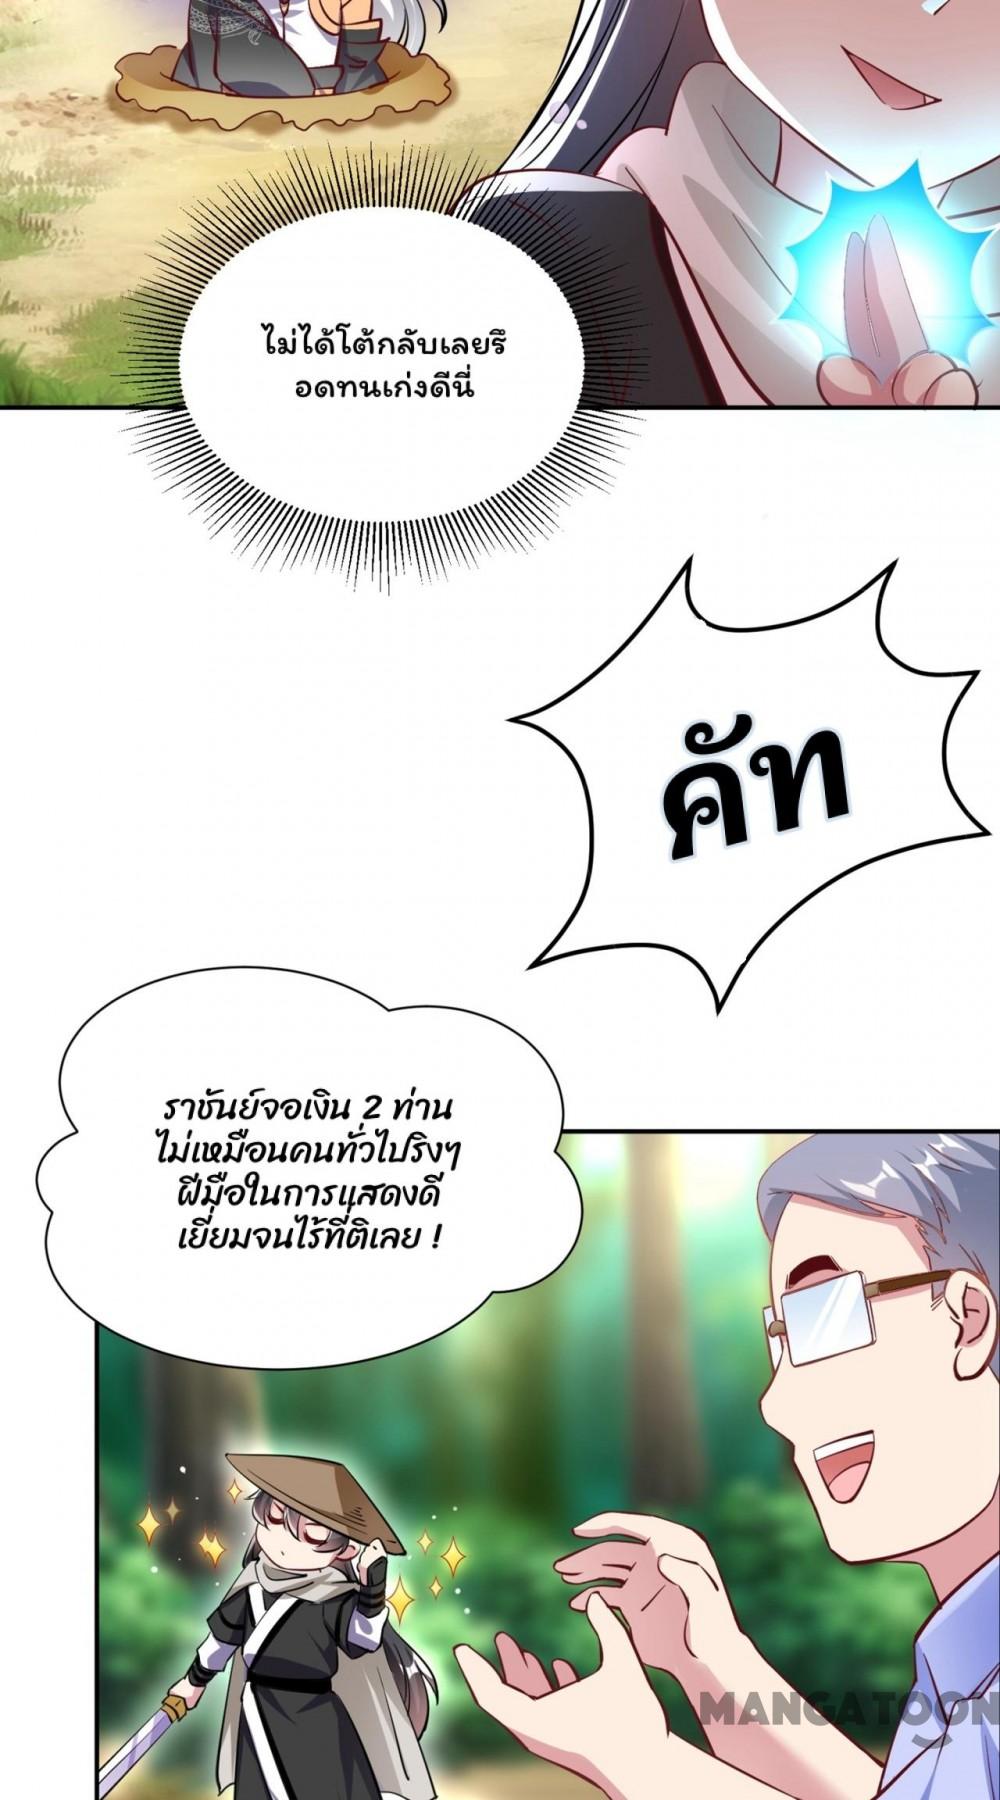 ไม่ได้โต้กลับเลยรึ
อดทนเก่งดีนี่
คัท
ราชันย์จอเงิน 2 ท่าน
ไม่เหมือนคนทั่วไปริงๆ
ฝีมือในการแสดงดี
เยี่ยมจนไร้ที่ติเลย !
MANGATOON